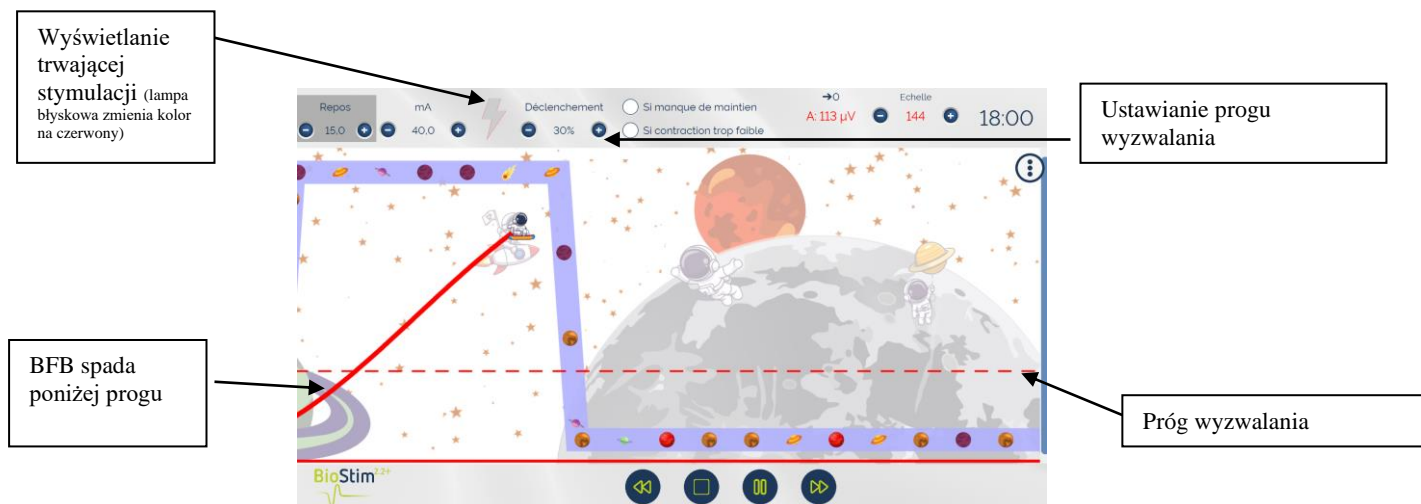 Wyświetlanie
trwającej
stymulacji (lampa
błyskowa zmienia kolor
na czerwony)
Repos
15.0
mA
40.0
Déclenchement
30%
Si manque de maintien
Si contraction trop faible
➔0
A: 113 µV
Echelle
144
18:00
Ustawianie progu
wyzwalania
BFB spada
poniżej progu
Próg wyzwalania
BioStim 2.2+